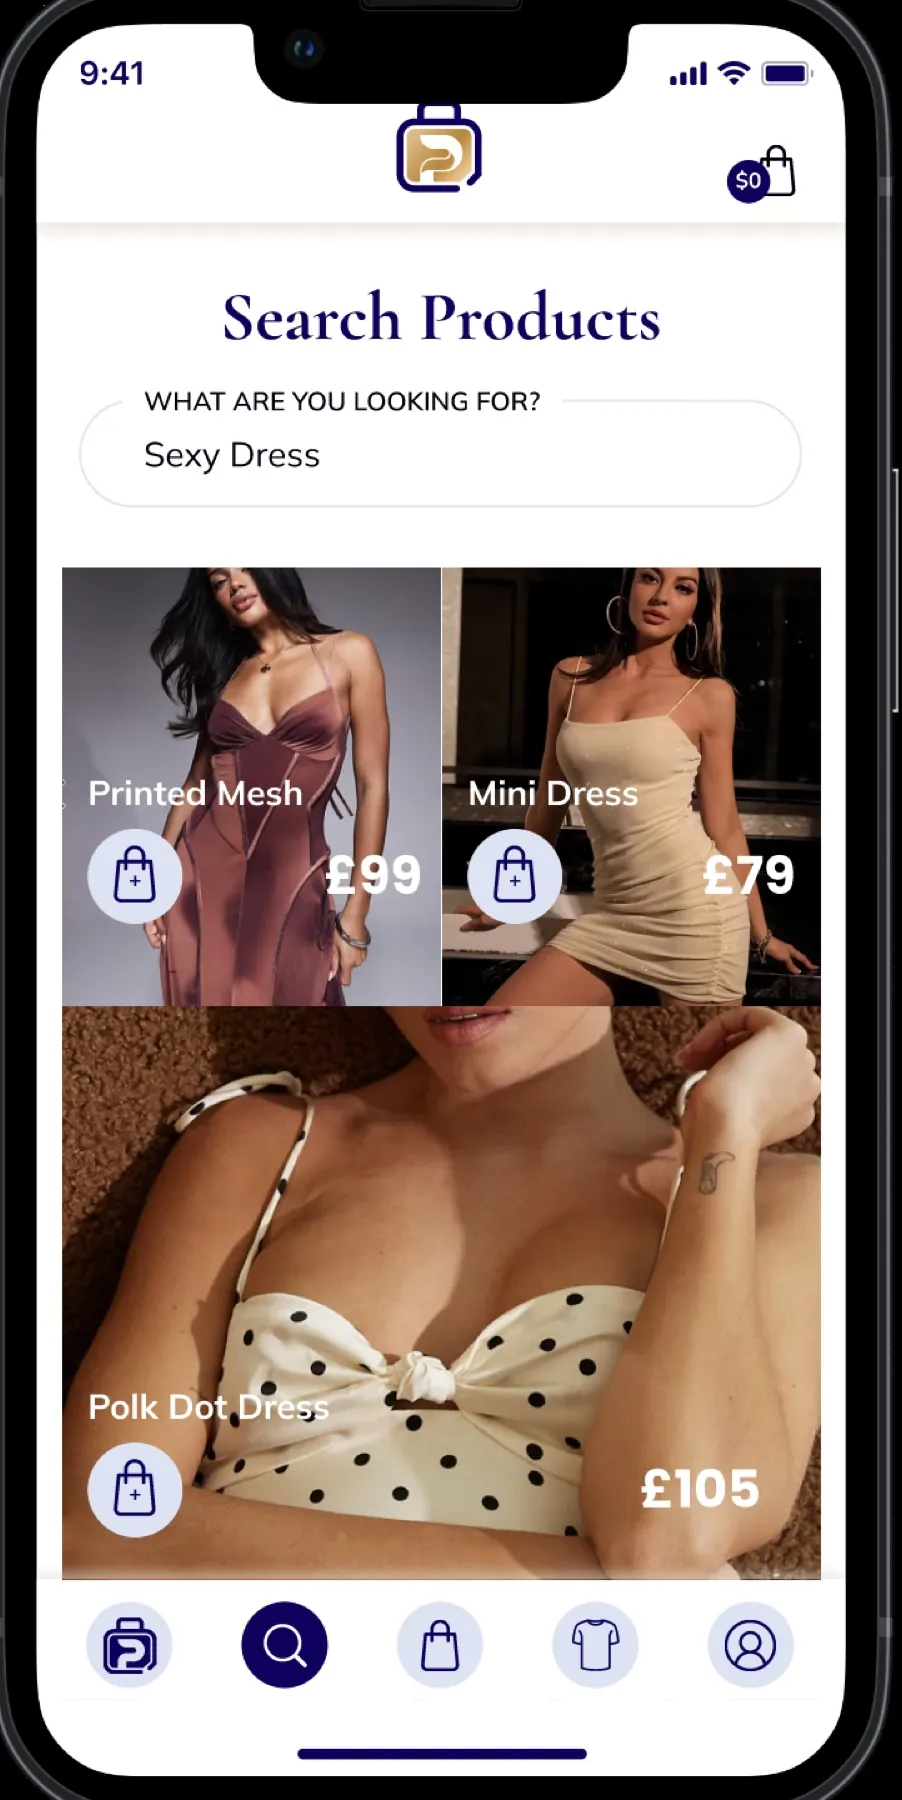 9:41
$0
Search Products
WHAT ARE YOU LOOKING FOR?
Sexy Dress
Printed Mesh
£99
Mini Dress
£79
Polk Dot Dress
£105